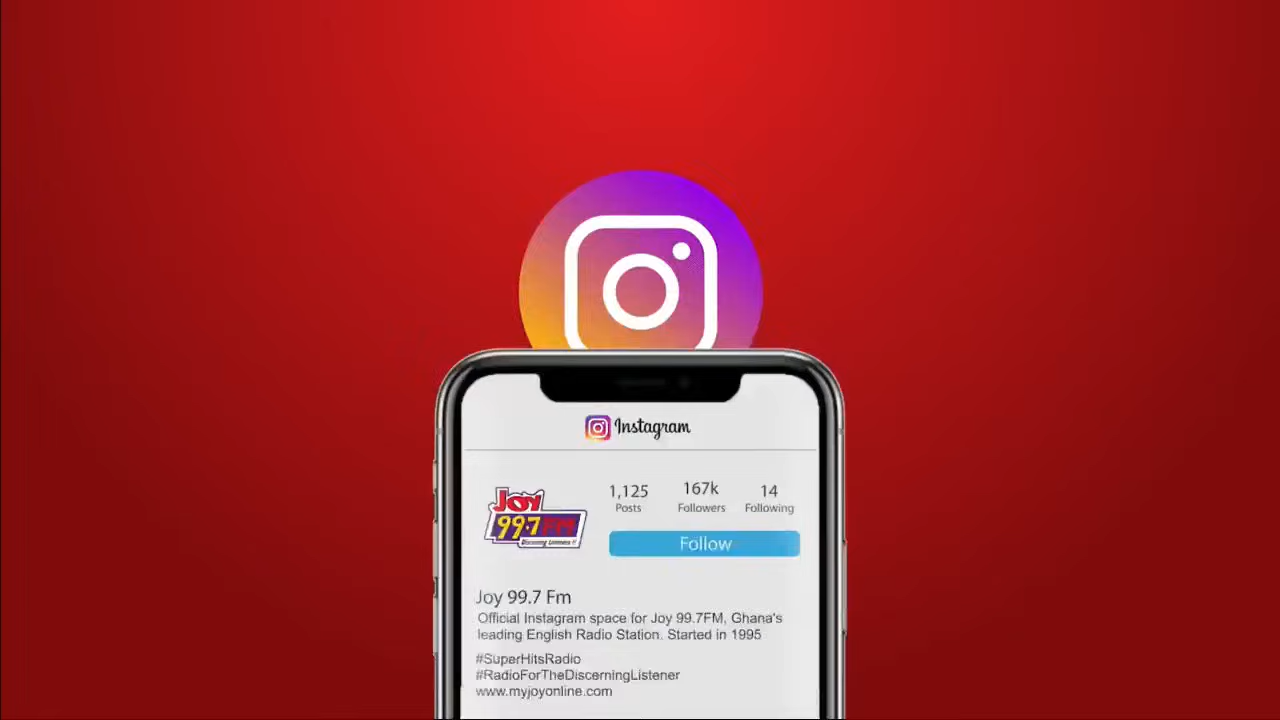 Instagram
1,125
167k
14
Posts
Followers
Following
JOY
99.7 FM
Discerning Listeners !!
Follow
Joy 99.7 Fm
Official Instagram space for Joy 99.7FM, Ghana's
leading English Radio Station. Started in 1995
#SuperHitsRadio
#RadioForTheDiscerningListener
www.myjoyonline.com